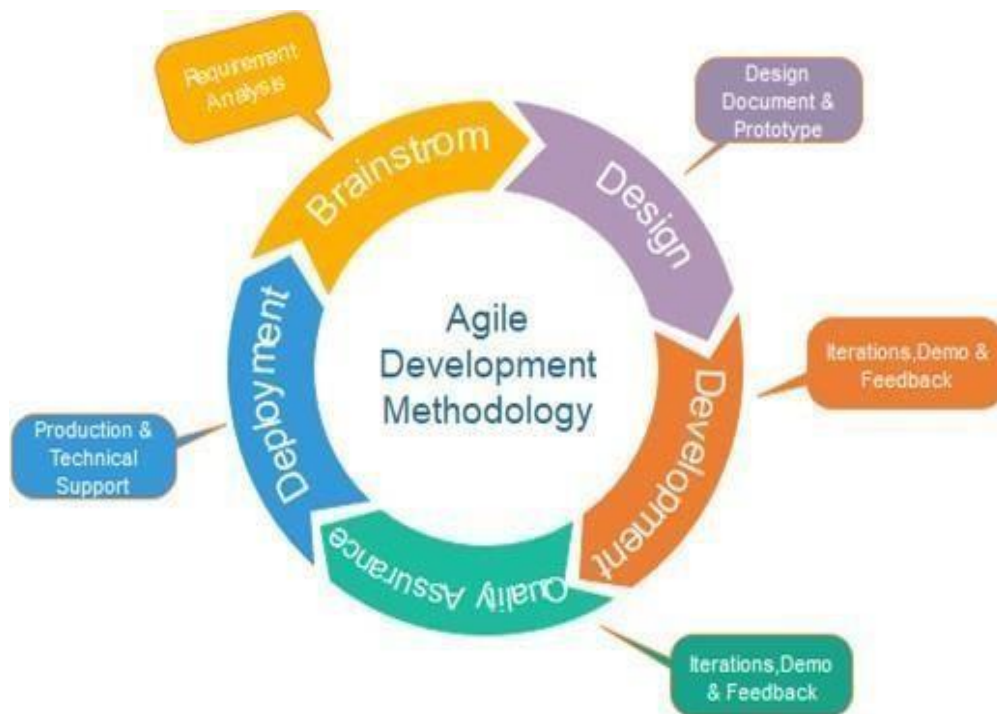 Requirement
Analysis
Brainstrom
Design
Document &
Prototype
Design
Iterations,Demo &
Feedback
Development
Agile
Development
Methodology
Deployment
Production &
Technical
Support
Quality Assurance
Iterations,Demo
& Feedback